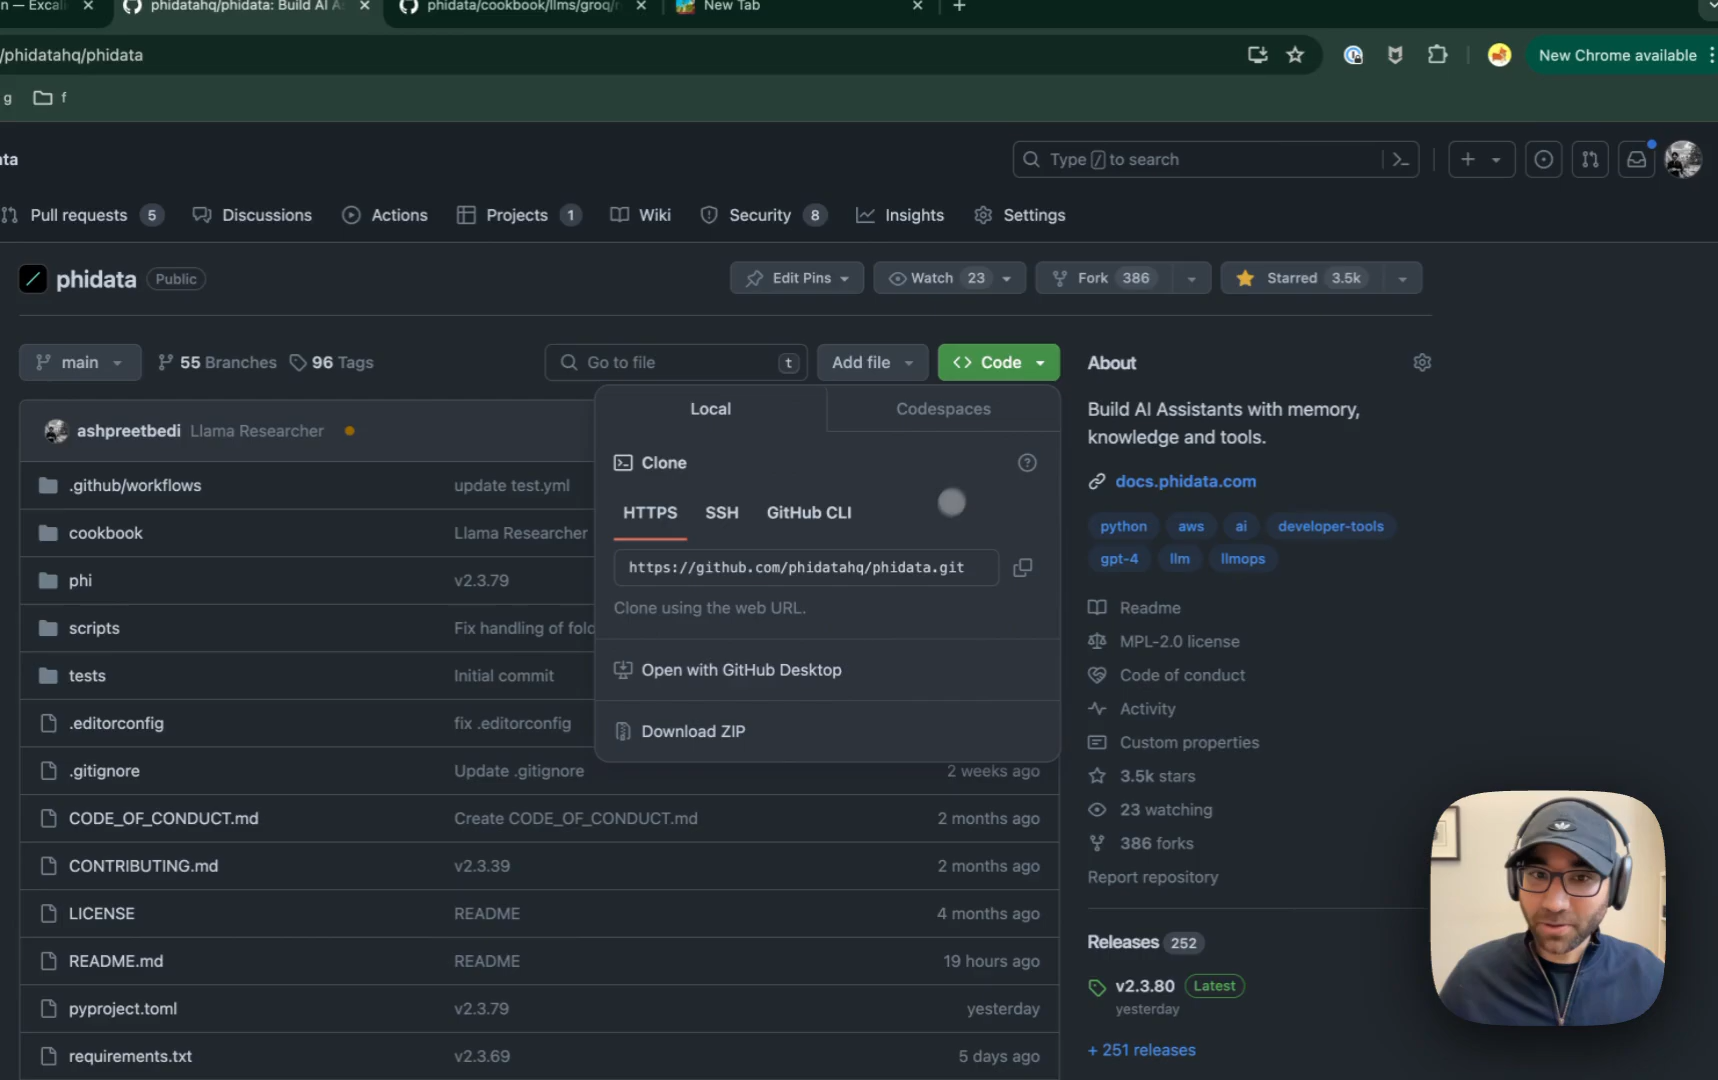 n — Excali
phidatahq/phidata: Build AI As
phidata/cookbook/llms/groq/r
New Tab
/phidatahq/phidata
New Chrome available
g
f
ata
Type / to search
Pull requests 5
Discussions
Actions
Projects 1
Wiki
Security 8
Insights
Settings
phidata
Public
Edit Pins
Watch 23
Fork 386
Starred 3.5k
main
55 Branches
96 Tags
Go to file
t
Add file
Code
Local
Codespaces
Clone
HTTPS
SSH
GitHub CLI
https://github.com/phidatahq/phidata.git
Clone using the web URL.
Open with GitHub Desktop
Download ZIP
ashpreetbedi Llama Researcher
.github/workflows update test.yml
cookbook Llama Researcher
phi v2.3.79
scripts Fix handling of fold
tests Initial commit
.editorconfig fix .editorconfig
.gitignore Update .gitignore 2 weeks ago
CODE_OF_CONDUCT.md Create CODE_OF_CONDUCT.md 2 months ago
CONTRIBUTING.md v2.3.39 2 months ago
LICENSE README 4 months ago
README.md README 19 hours ago
pyproject.toml v2.3.79 yesterday
requirements.txt v2.3.69 5 days ago
About
Build AI Assistants with memory,
knowledge and tools.
docs.phidata.com
python aws ai developer-tools
gpt-4 llm llmops
Readme
MPL-2.0 license
Code of conduct
Activity
Custom properties
3.5k stars
23 watching
386 forks
Report repository
Releases 252
v2.3.80 Latest
yesterday
+ 251 releases